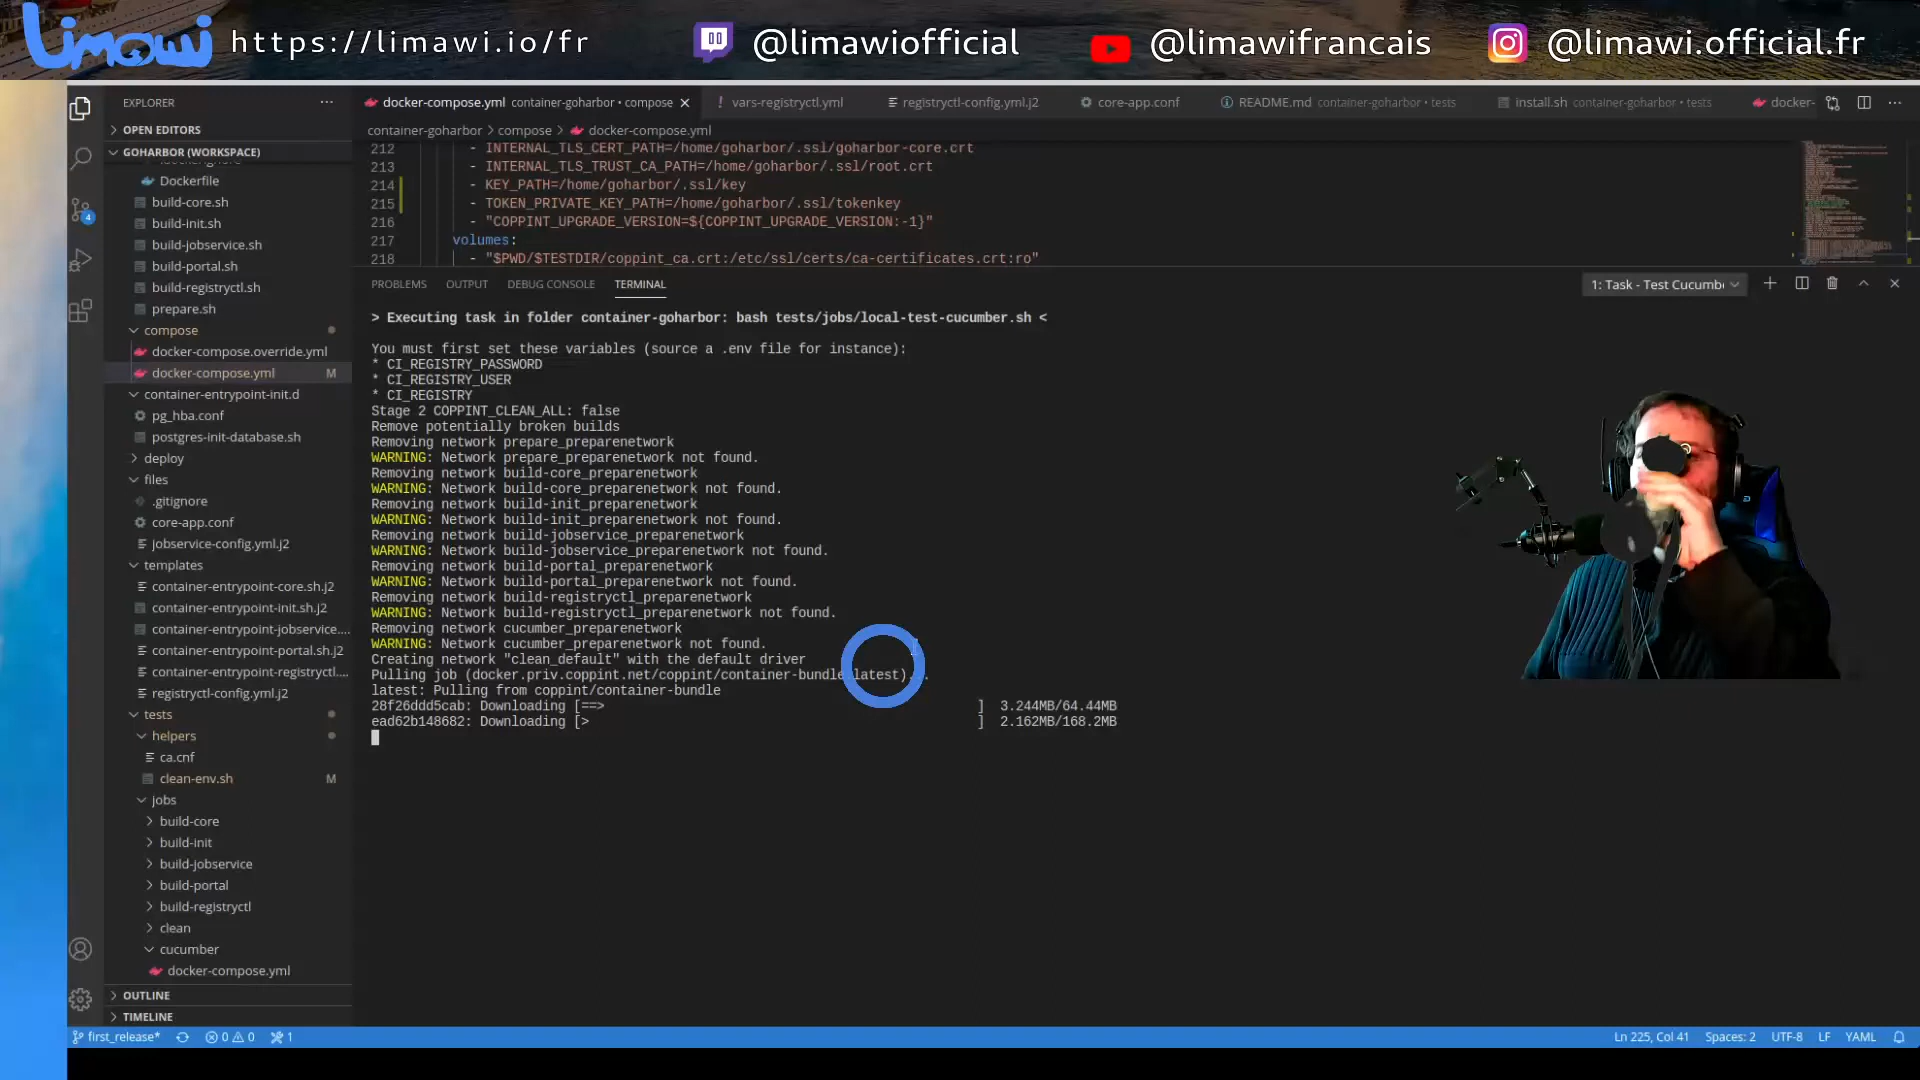 Limawi https://limawi.io/fr @limawiofficial @limawifrancais @limawi.official.fr
EXPLORER
OPEN EDITORS
GOHARBOR (WORKSPACE)
Dockerfile
build-core.sh
build-init.sh
build-jobservice.sh
build-portal.sh
build-registryctl.sh
prepare.sh
compose
docker-compose.override.yml
docker-compose.yml M
container-entrypoint-init.d
pg_hba.conf
postgres-init-database.sh
deploy
files
.gitignore
core-app.conf
jobservice-config.yml.j2
templates
container-entrypoint-core.sh.j2
container-entrypoint-init.sh.j2
container-entrypoint-jobservice....
container-entrypoint-portal.sh.j2
container-entrypoint-registryctl....
registryctl-config.yml.j2
tests
helpers
ca.cnf
clean-env.sh M
jobs
build-core
build-init
build-jobservice
build-portal
build-registryctl
clean
cucumber
docker-compose.yml
OUTLINE
TIMELINE
4
docker-compose.yml container-goharbor • compose vars-registryctl.yml registryctl-config.yml.j2 core-app.conf README.md container-goharbor • tests install.sh container-goharbor • tests docker-
container-goharbor > compose > docker-compose.yml
212 - INTERNAL_TLS_CERT_PATH=/home/goharbor/.ssl/goharbor-core.crt
213 - INTERNAL_TLS_TRUST_CA_PATH=/home/goharbor/.ssl/root.crt
214 - KEY_PATH=/home/goharbor/.ssl/key
215 - TOKEN_PRIVATE_KEY_PATH=/home/goharbor/.ssl/tokenkey
216 - "COPPINT_UPGRADE_VERSION=${COPPINT_UPGRADE_VERSION:-1}"
217 volumes:
218 - "$PWD/$TESTDIR/coppint_ca.crt:/etc/ssl/certs/ca-certificates.crt:ro"
PROBLEMS OUTPUT DEBUG CONSOLE TERMINAL 1: Task - Test Cucumbe
> Executing task in folder container-goharbor: bash tests/jobs/local-test-cucumber.sh <
You must first set these variables (source a .env file for instance):
* CI_REGISTRY_PASSWORD
* CI_REGISTRY_USER
* CI_REGISTRY
Stage 2 COPPINT_CLEAN_ALL: false
Remove potentially broken builds
Removing network prepare_preparenetwork
WARNING: Network prepare_preparenetwork not found.
Removing network build-core_preparenetwork
WARNING: Network build-core_preparenetwork not found.
Removing network build-init_preparenetwork
WARNING: Network build-init_preparenetwork not found.
Removing network build-jobservice_preparenetwork
WARNING: Network build-jobservice_preparenetwork not found.
Removing network build-portal_preparenetwork
WARNING: Network build-portal_preparenetwork not found.
Removing network build-registryctl_preparenetwork
WARNING: Network build-registryctl_preparenetwork not found.
Removing network cucumber_preparenetwork
WARNING: Network cucumber_preparenetwork not found.
Creating network "clean_default" with the default driver
Pulling job (docker.priv.coppint.net/coppint/container-bundle:latest)...
latest: Pulling from coppint/container-bundle
28f26ddd5cab: Downloading [==> ] 3.244MB/64.44MB
ead62b148682: Downloading [> ] 2.162MB/168.2MB
first_release* 0 0 1 Ln 225, Col 41 Spaces: 2 UTF-8 LF YAML